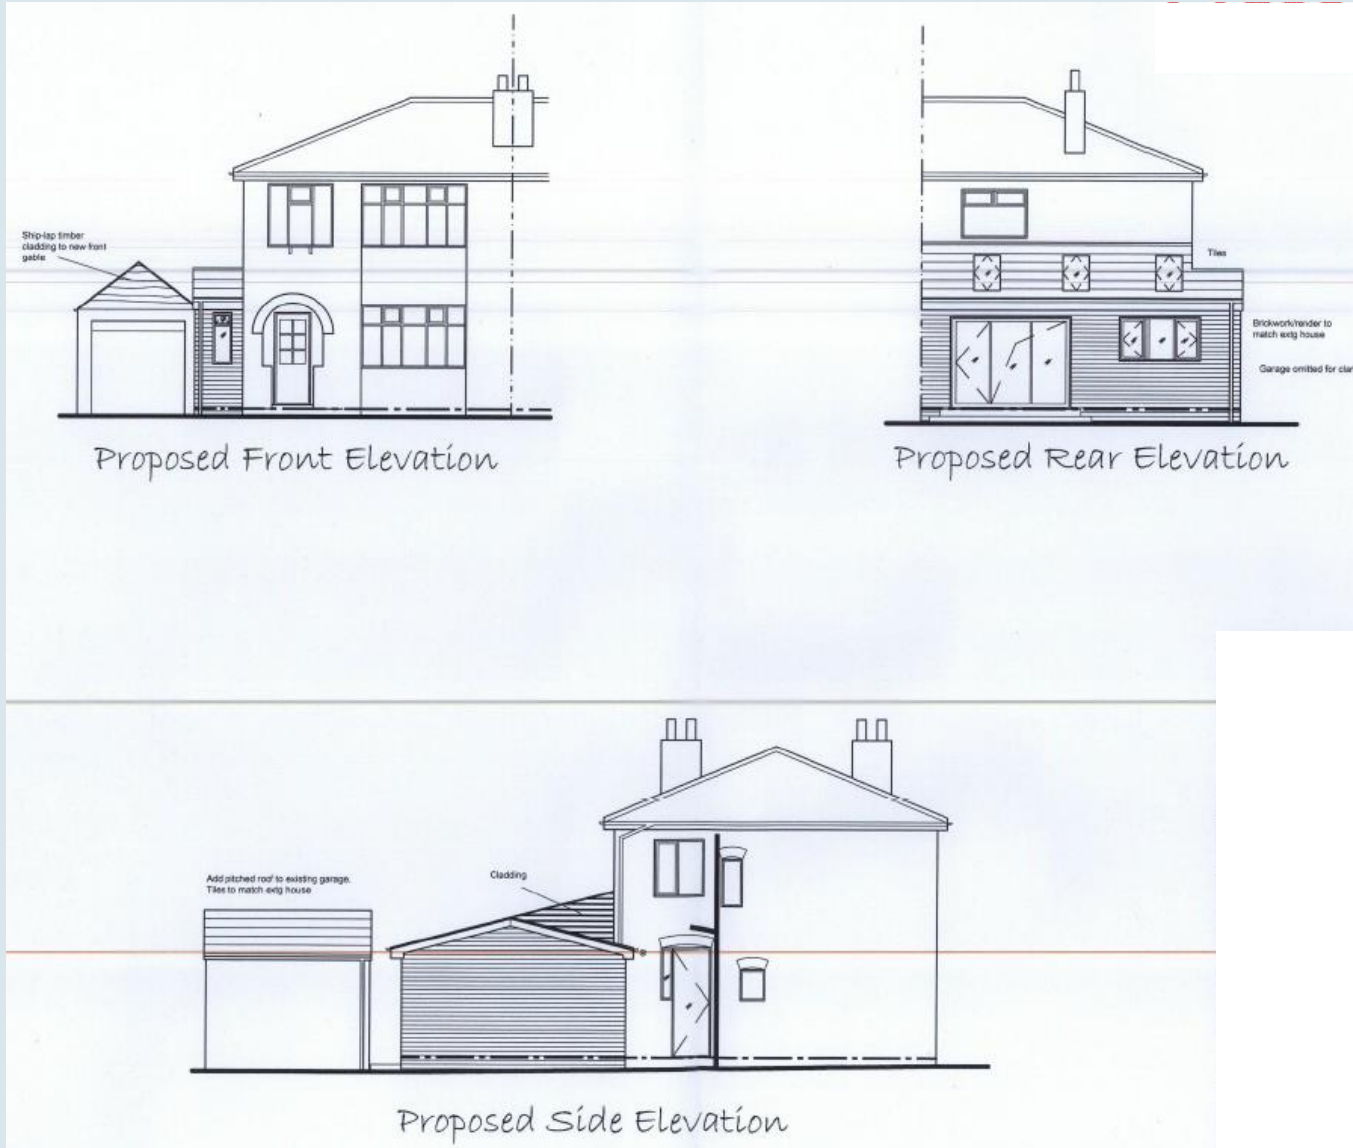 Ship-lap timber
cladding to new front
gable
Proposed Front Elevation
Tiles
Brickwork/render to
match extg house
Garage omitted for clar
Proposed Rear Elevation
Add pitched roof to existing garage.
Tiles to match extg house
Cladding
Proposed Side Elevation